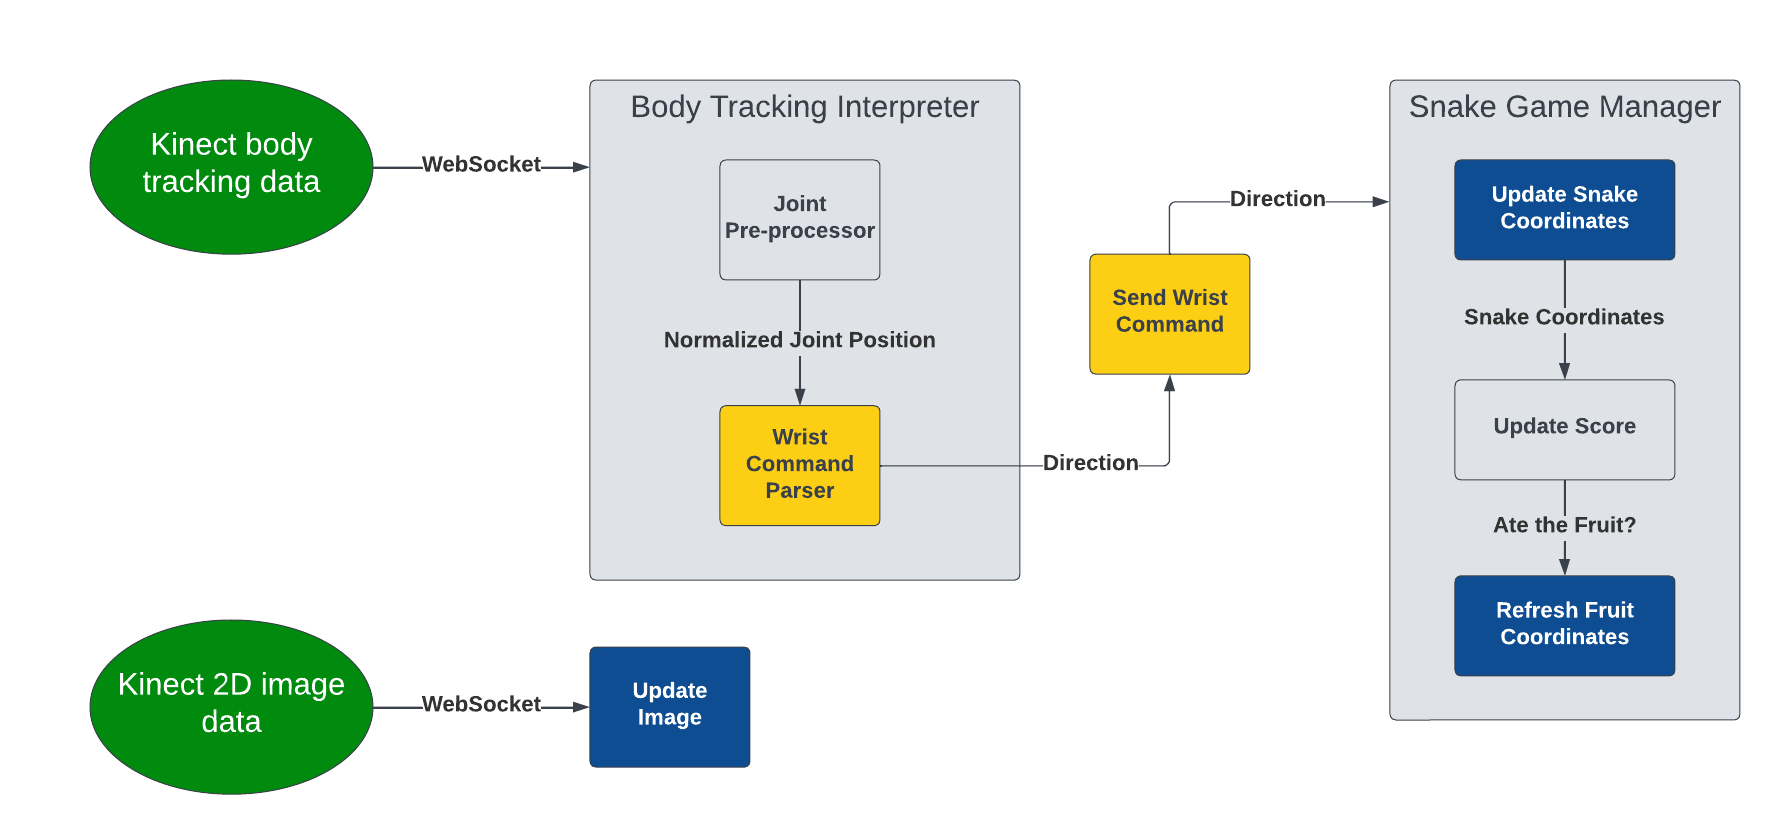 Kinect body
tracking data
WebSocket
Body Tracking Interpreter
Joint
Pre-processor
Normalized Joint Position
Wrist
Command
Parser
Direction
Send Wrist
Command
Direction
Snake Game Manager
Update Snake
Coordinates
Snake Coordinates
Update Score
Ate the Fruit?
Refresh Fruit
Coordinates
Kinect 2D image
data
WebSocket
Update
Image